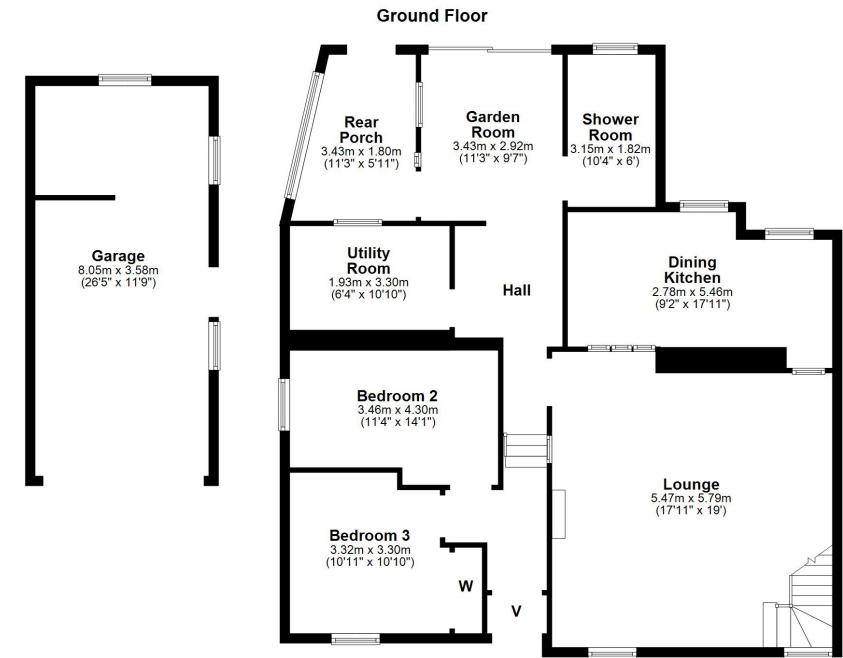 Ground Floor
Rear
Porch
3.43m x 1.80m
(11'3" x 5'11")
Garden
Room
3.43m x 2.92m
(11'3" x 9'7")
Shower
Room
3.15m x 1.82m
(10'4" x 6')
Garage
8.05m x 3.58m
(26'5" x 11'9")
Utility
Room
1.93m x 3.30m
(6'4" x 10'10")
Hall
Dining
Kitchen
2.78m x 5.46m
(9'2" x 17'11")
Bedroom 2
3.46m x 4.30m
(11'4" x 14'1")
Lounge
5.47m x 5.79m
(17'11" x 19')
Bedroom 3
3.32m x 3.30m
(10'11" x 10'10")
W
V